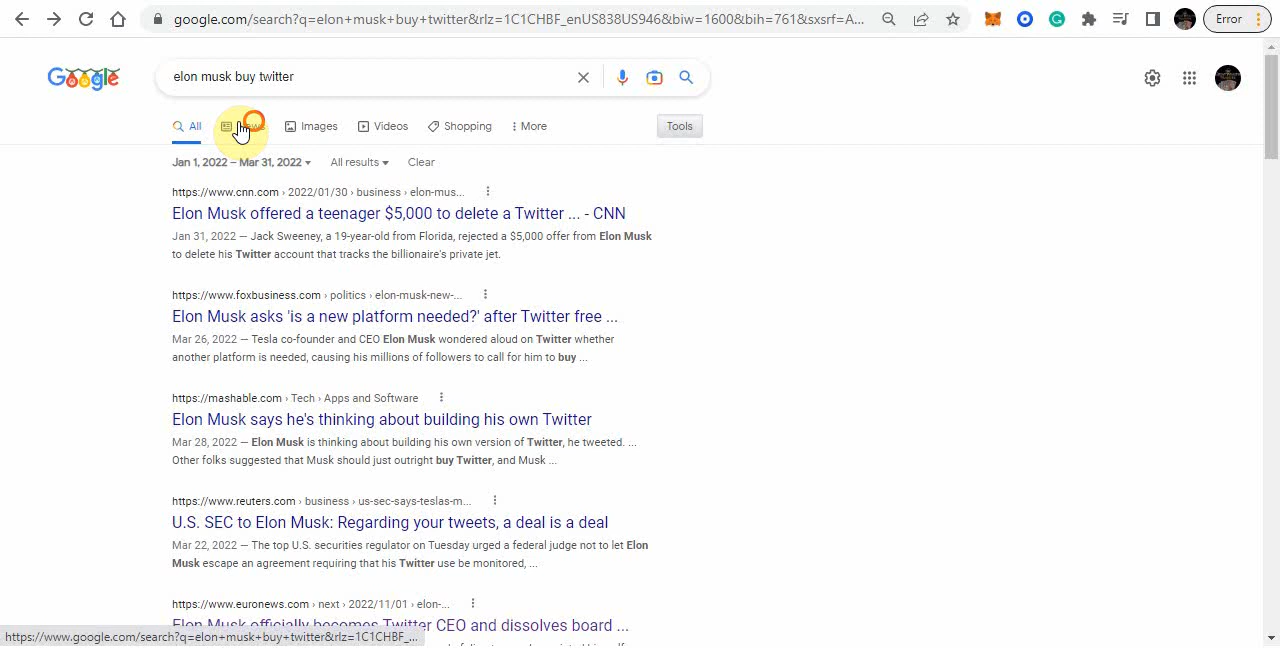 google.com/search?q=elon+musk+buy+twitter&rlz=1C1CHBF_enUS838US946&biw=1600&bih=761&sxsrf=A...
Error
Google
elon musk buy twitter
All
Images
Videos
Shopping
More
Tools
Jan 1, 2022 – Mar 31, 2022
All results
Clear
https://www.cnn.com › 2022/01/30 › business › elon-mus...
Elon Musk offered a teenager $5,000 to delete a Twitter ... - CNN
Jan 31, 2022 — Jack Sweeney, a 19-year-old from Florida, rejected a $5,000 offer from Elon Musk
to delete his Twitter account that tracks the billionaire's private jet.
https://www.foxbusiness.com › politics › elon-musk-new-...
Elon Musk asks 'is a new platform needed?' after Twitter free ...
Mar 26, 2022 — Tesla co-founder and CEO Elon Musk wondered aloud on Twitter whether
another platform is needed, causing his millions of followers to call for him to buy ...
https://mashable.com › Tech › Apps and Software
Elon Musk says he's thinking about building his own Twitter
Mar 28, 2022 — Elon Musk is thinking about building his own version of Twitter, he tweeted. ...
Other folks suggested that Musk should just outright buy Twitter, and Musk ...
https://www.reuters.com › business › us-sec-says-teslas-m...
U.S. SEC to Elon Musk: Regarding your tweets, a deal is a deal
Mar 22, 2022 — The top U.S. securities regulator on Tuesday urged a federal judge not to let Elon
Musk escape an agreement requiring that his Twitter use be monitored, ...
https://www.euronews.com › next › 2022/11/01 › elon-...
Elon Musk officially becomes Twitter CEO and dissolves board ...
https://www.google.com/search?q=elon+musk+buy+twitter&rlz=1C1CHBF_...